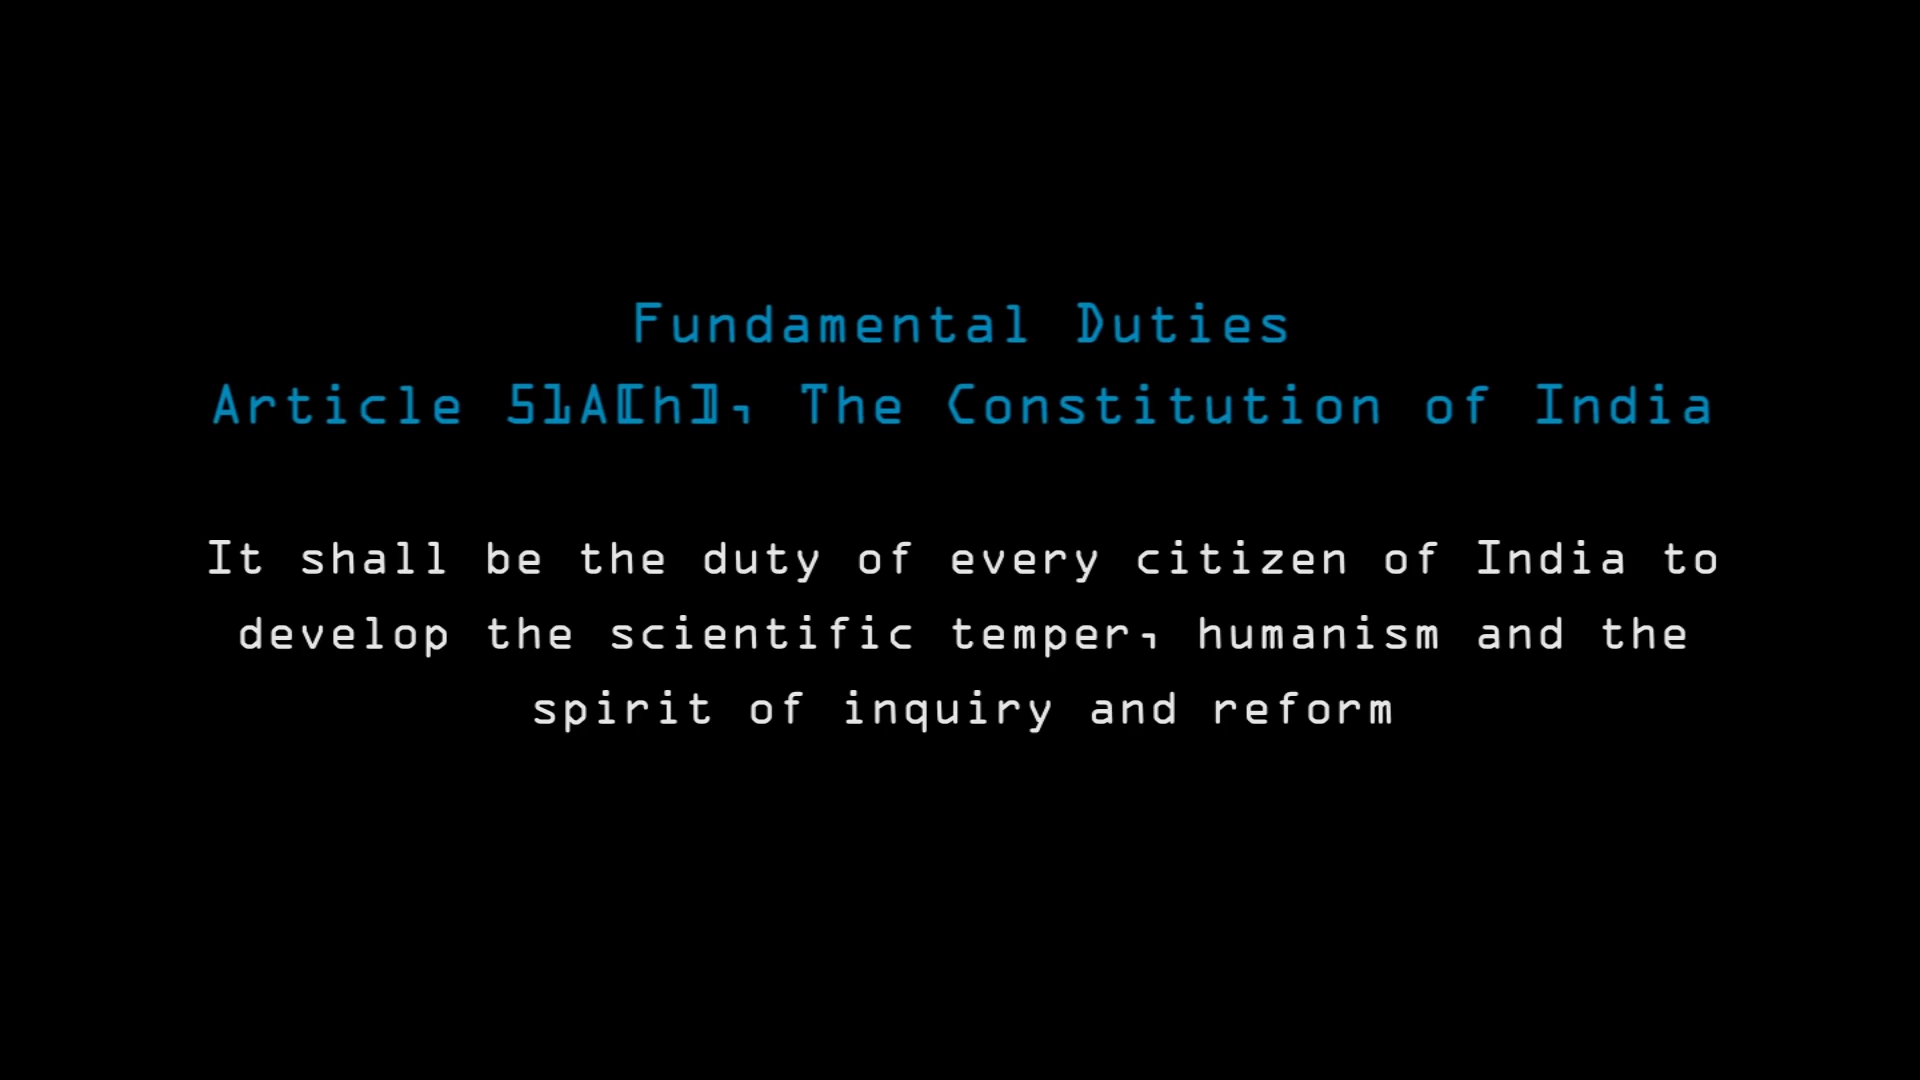 Fundamental Duties
Article 51A[h], The Constitution of India
It shall be the duty of every citizen of India to
develop the scientific temper, humanism and the
spirit of inquiry and reform